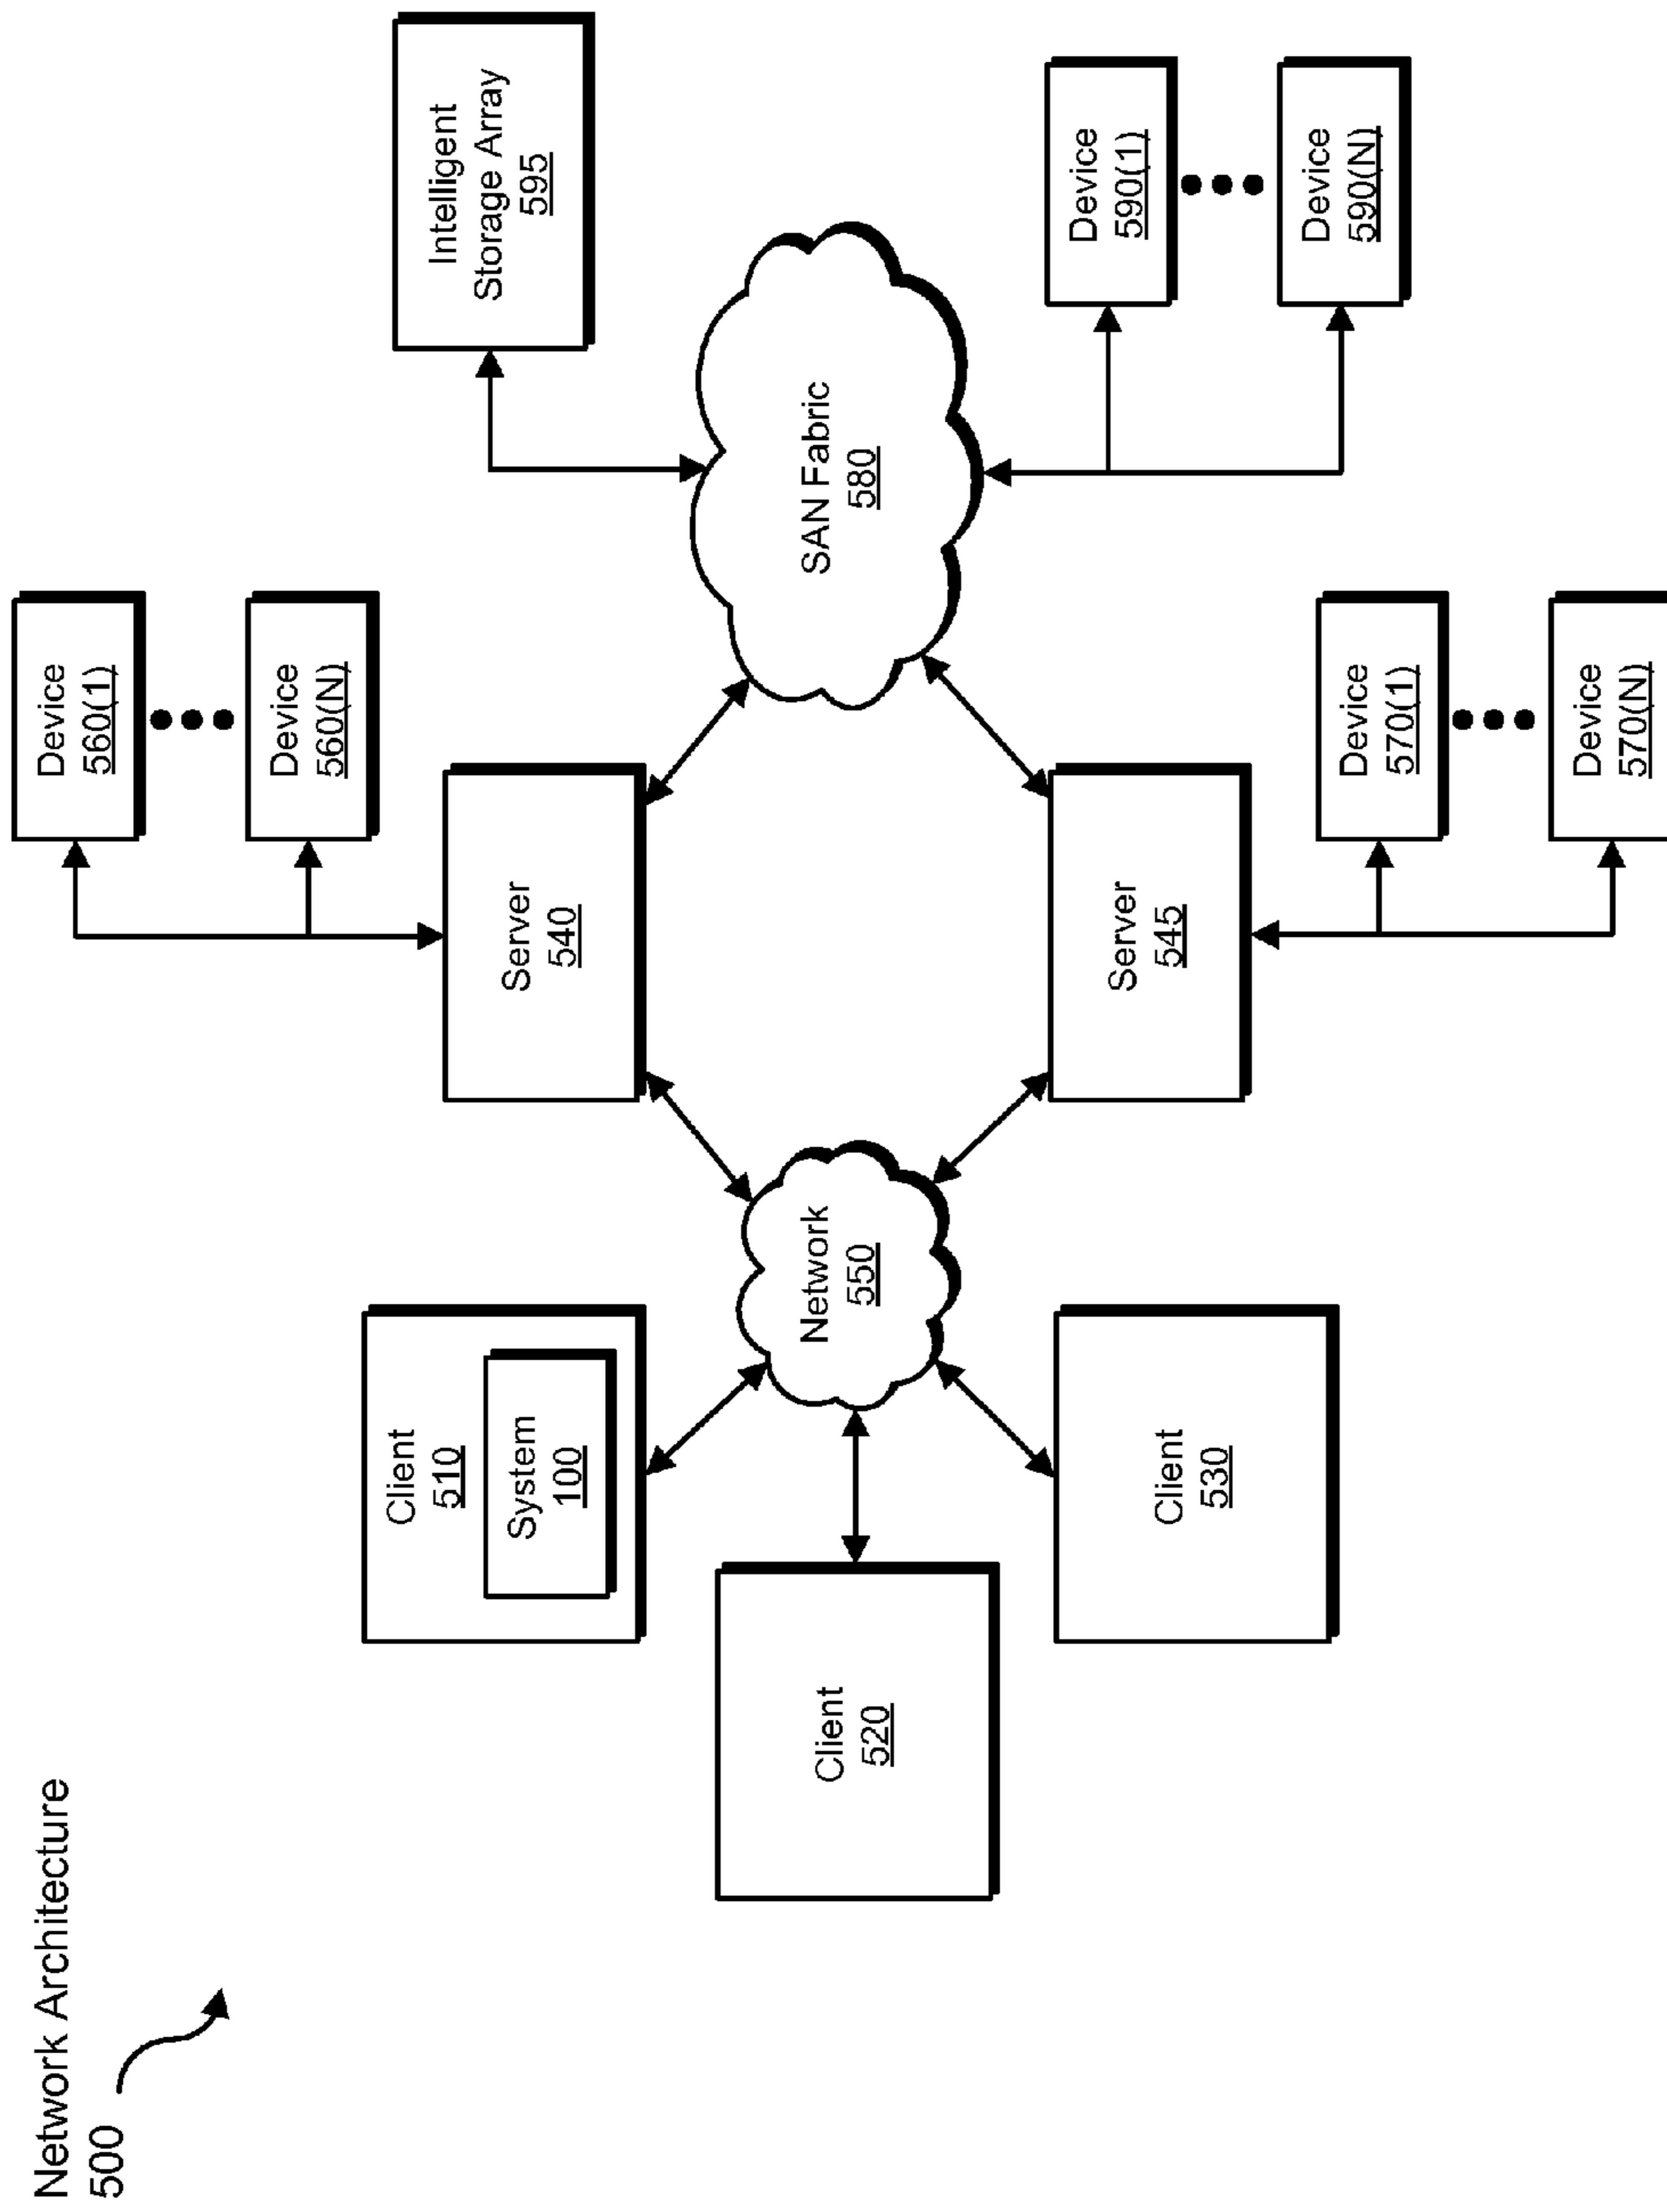 Network Architecture
500
Device
560(1)
Device
560(N)
Intelligent
Storage Array
595
Client
510
System
100
Server
540
Client
520
Network
550
SAN Fabric
580
Client
530
Server
545
Device
590(1)
Device
590(N)
Device
570(1)
Device
570(N)